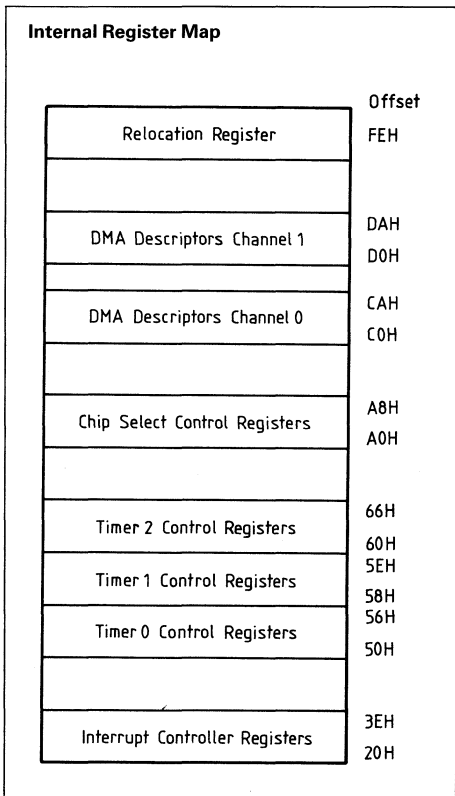 Internal Register Map
Offset
Relocation Register FEH
DAH
DMA Descriptors Channel 1
D0H
CAH
DMA Descriptors Channel 0
C0H
A8H
Chip Select Control Registers
A0H
66H
Timer 2 Control Registers
60H
5EH
Timer 1 Control Registers
58H
56H
Timer 0 Control Registers
50H
3EH
Interrupt Controller Registers
20H